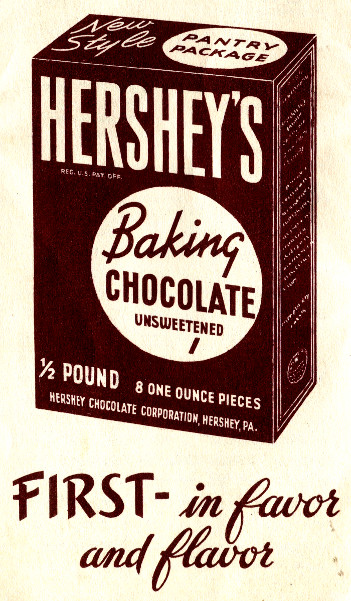 New
Style
PANTRY
PACKAGE
HERSHEY'S
REG. U.S. PAT. OFF.
Baking
CHOCOLATE
UNSWEETENED
½ POUND 8 ONE OUNCE PIECES
HERSHEY CHOCOLATE CORPORATION, HERSHEY, PA.
FIRST- in favor
and flavor